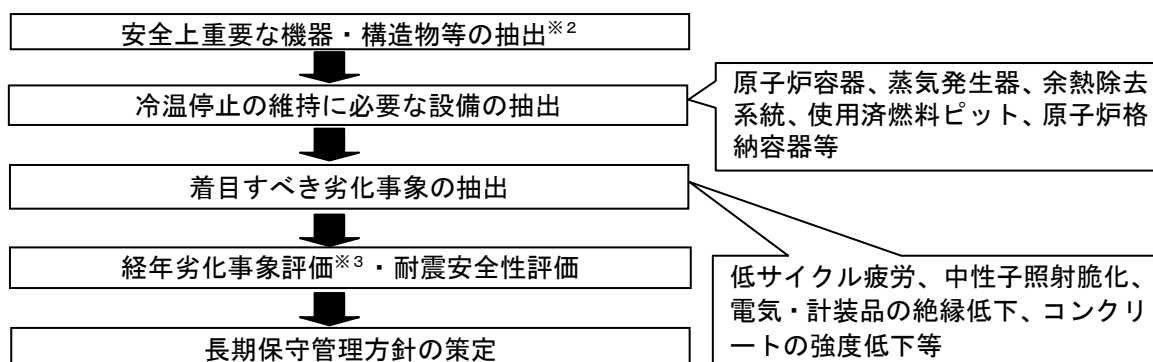 安全上重要な機器・構造物等の抽出※2
冷温停止の維持に必要な設備の抽出
原子炉容器、蒸気発生器、余熱除去
系統、使用済燃料ピット、原子炉格
納容器等
着目すべき劣化事象の抽出
経年劣化事象評価※3・耐震安全性評価
低サイクル疲労、中性子照射脆化、
電気・計装品の絶縁低下、コンクリ
ートの強度低下等
長期保守管理方針の策定